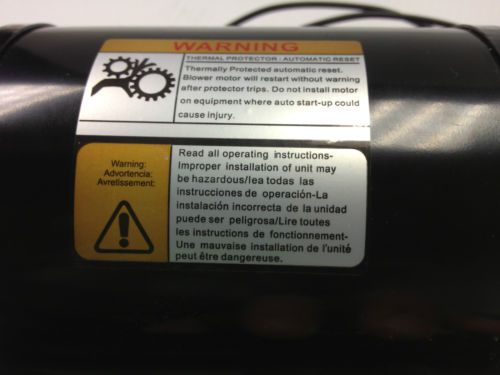 WARNING
THERMAL PROTECTOR : AUTOMATIC RESET
Thermally Protected automatic reset.
Blower motor will restart without warning
after protector trips. Do not install motor
on equipment where auto start-up could
cause injury.
Warning:
Advortencia:
Avretissement:
Read all operating instructions-
Improper installation of unit may
be hazardous/lea todas las
instrucciones de operación-La
instalación incorrecta de la unidad
puede ser peligrosa/Lire toutes
les instructions de fonctionnement-
Une mauvaise installation de l'unité
peut être dangereuse.